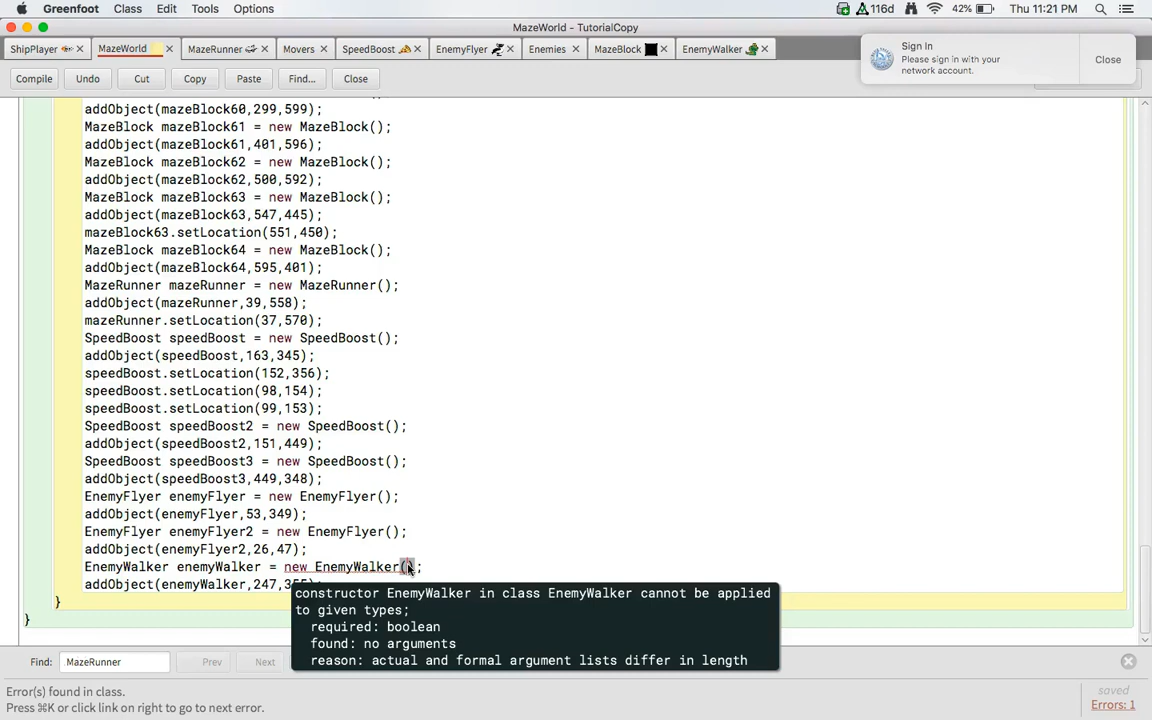 Greenfoot Class Edit Tools Options 116d 42% Thu 11:21 PM
MazeWorld - TutorialCopy
ShipPlayer MazeWorld MazeRunner Movers SpeedBoost EnemyFlyer Enemies MazeBlock EnemyWalker
Sign In
Please sign in with your
network account.
Close
Compile Undo Cut Copy Paste Find... Close
addObject(mazeBlock60,299,599);
MazeBlock mazeBlock61 = new MazeBlock();
addObject(mazeBlock61,401,596);
MazeBlock mazeBlock62 = new MazeBlock();
addObject(mazeBlock62,500,592);
MazeBlock mazeBlock63 = new MazeBlock();
addObject(mazeBlock63,547,445);
mazeBlock63.setLocation(551,450);
MazeBlock mazeBlock64 = new MazeBlock();
addObject(mazeBlock64,595,401);
MazeRunner mazeRunner = new MazeRunner();
addObject(mazeRunner,39,558);
mazeRunner.setLocation(37,570);
SpeedBoost speedBoost = new SpeedBoost();
addObject(speedBoost,163,345);
speedBoost.setLocation(152,356);
speedBoost.setLocation(98,154);
speedBoost.setLocation(99,153);
SpeedBoost speedBoost2 = new SpeedBoost();
addObject(speedBoost2,151,449);
SpeedBoost speedBoost3 = new SpeedBoost();
addObject(speedBoost3,449,348);
EnemyFlyer enemyFlyer = new EnemyFlyer();
addObject(enemyFlyer,53,349);
EnemyFlyer enemyFlyer2 = new EnemyFlyer();
addObject(enemyFlyer2,26,47);
EnemyWalker enemyWalker = new EnemyWalker();
addObject(enemyWalker,247,
}
}
constructor EnemyWalker in class EnemyWalker cannot be applied
to given types;
required: boolean
found: no arguments
reason: actual and formal argument lists differ in length
Find: MazeRunner Prev Next
Error(s) found in class.
Press ⌘K or click link on right to go to next error.
saved
Errors: 1